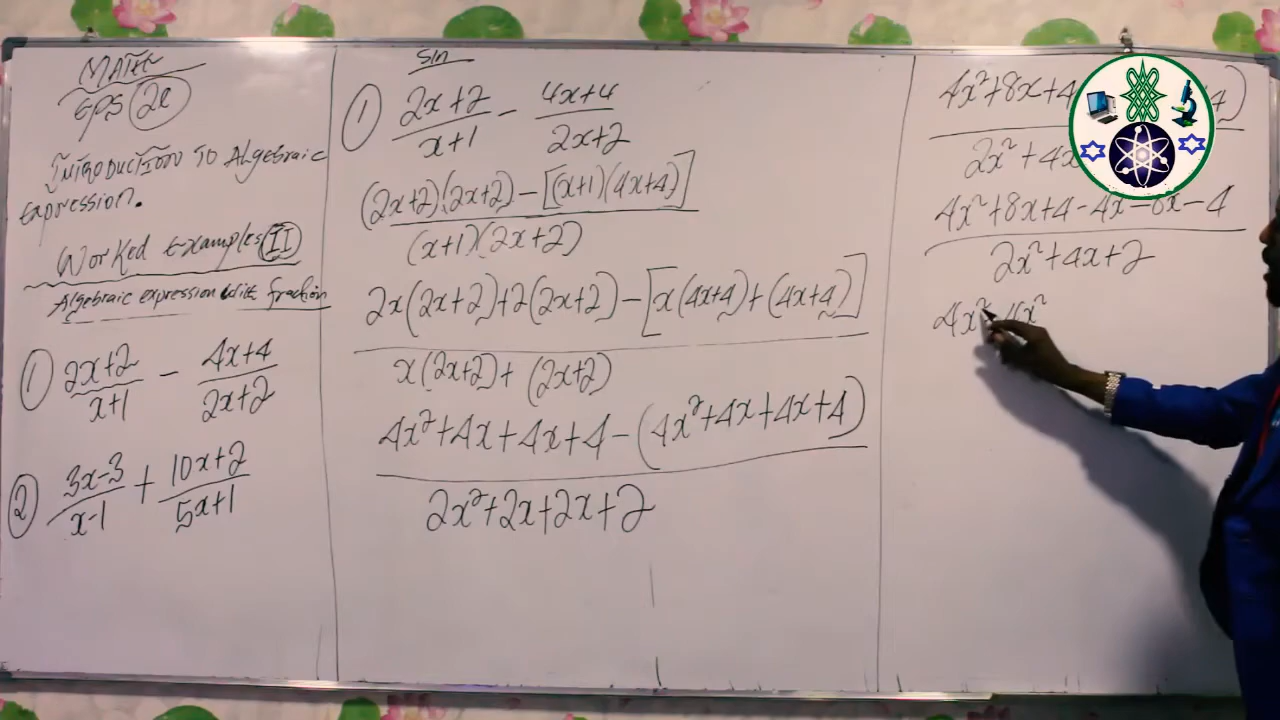 MATH
EPS 2e
INTRODUCTION TO Algebraic
Expression.
Worked Examples II
Algebraic expression with fraction
① (2x+2)/(x+1) − (4x+4)/(2x+2)
② (3x-3)/(x-1) + (10x+2)/(5x+1)
Sln
① (2x+2)/(x+1) − (4x+4)/(2x+2)
(2x+2)(2x+2) − [(x+1)(4x+4)]
(x+1)(2x+2)
2x(2x+2)+2(2x+2) − [x(4x+4)+(4x+4)]
x(2x+2)+(2x+2)
4x²+4x+4x+4−(4x²+4x+4x+4)
2x²+2x+2x+2
4x²+8x+4
2x²+4x
4x²+8x+4-4x-8x-4
2x²+4x+2
4x² 4x²